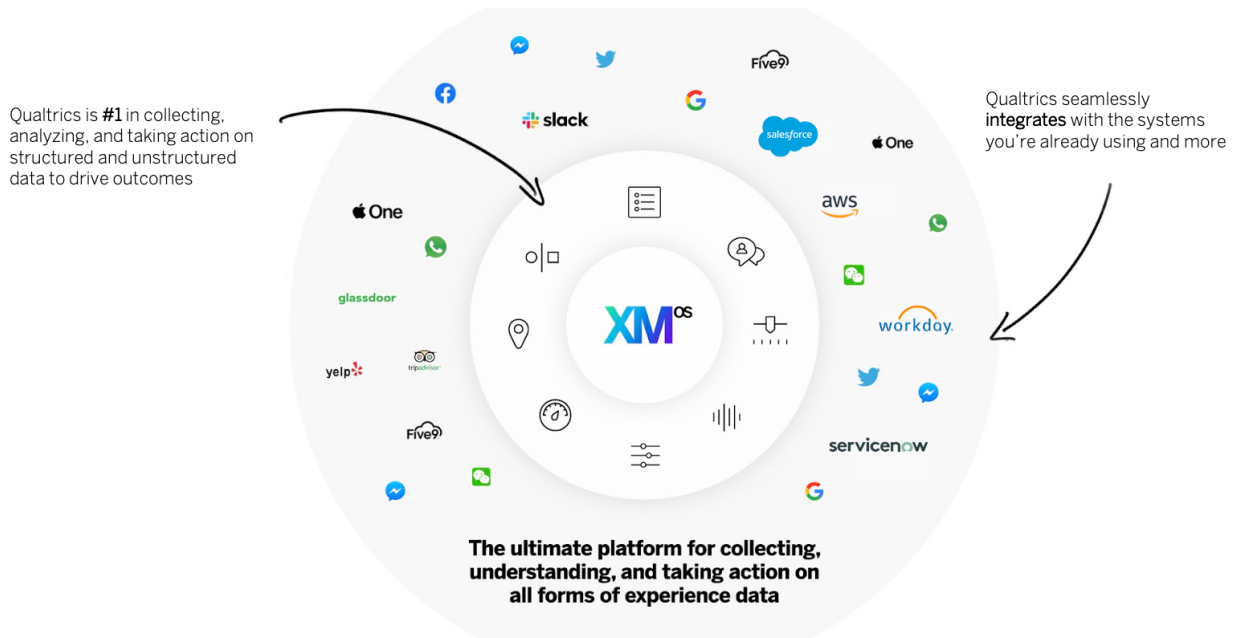 Qualtrics is #1 in collecting,
analyzing, and taking action on
structured and unstructured
data to drive outcomes
Qualtrics seamlessly
integrates with the systems
you're already using and more
Five9
slack
salesforce
One
One
aws
glassdoor
workday.
yelp
tripadvisor
Five9
servicenow
XM OS
The ultimate platform for collecting,
understanding, and taking action on
all forms of experience data